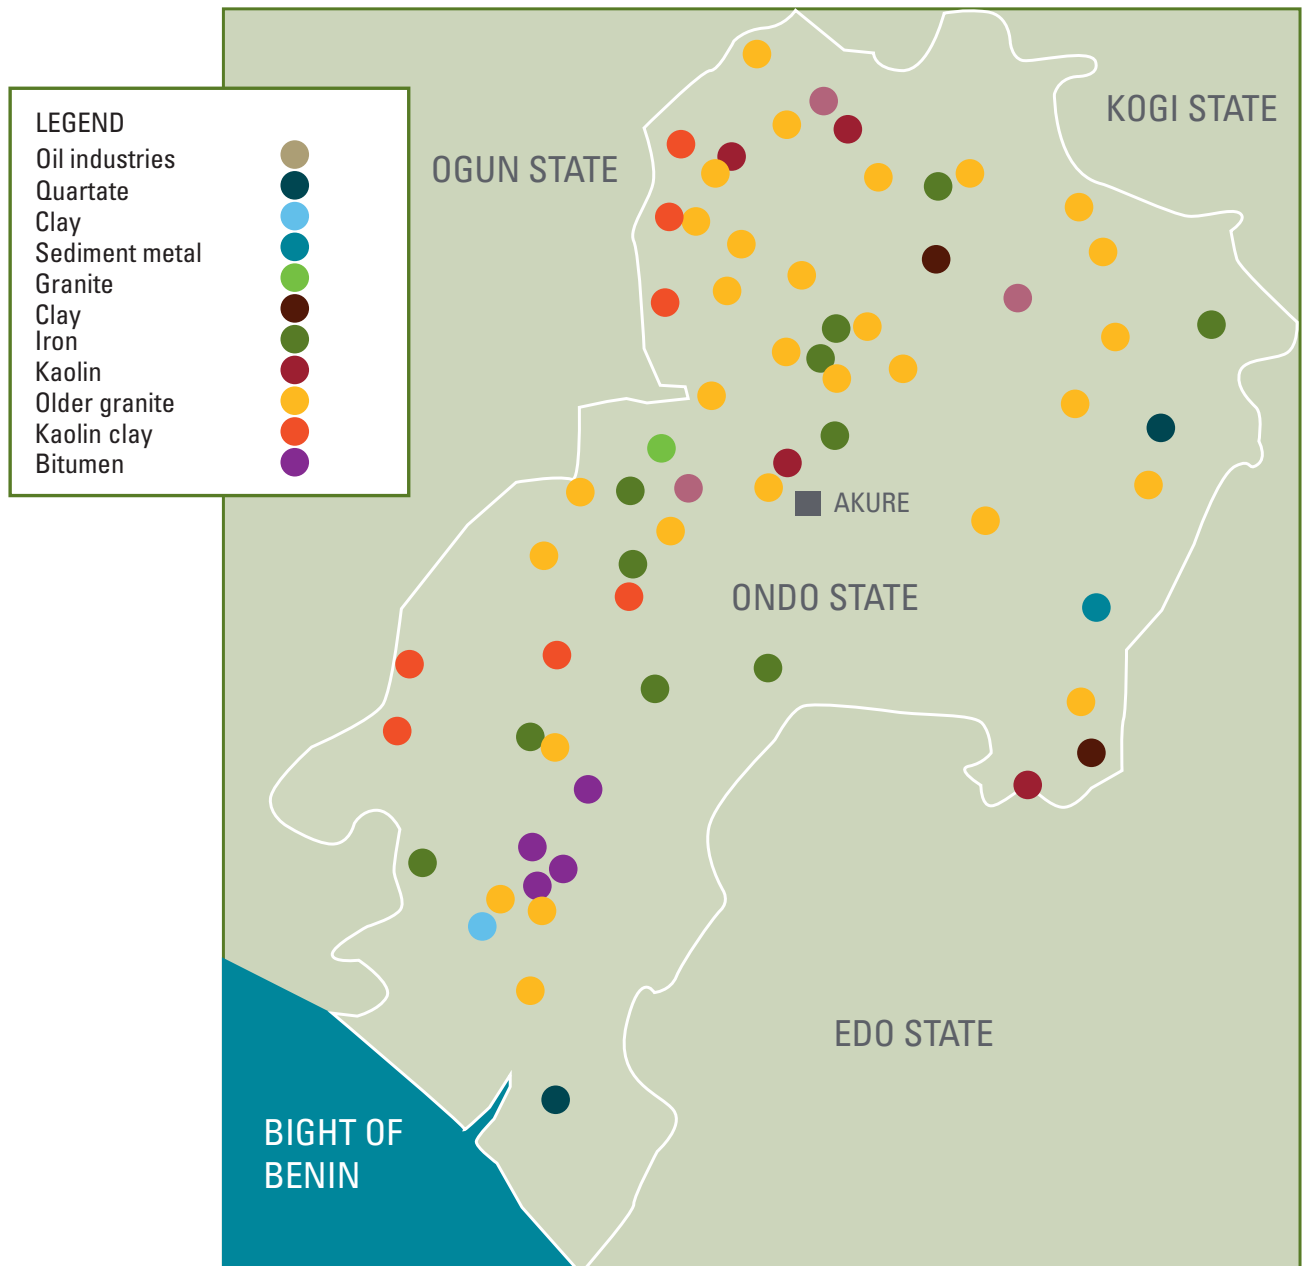 LEGEND
Oil industries
Quartate
Clay
Sediment metal
Granite
Clay
Iron
Kaolin
Older granite
Kaolin clay
Bitumen
OGUN STATE
KOGI STATE
AKURE
ONDO STATE
EDO STATE
BIGHT OF
BENIN